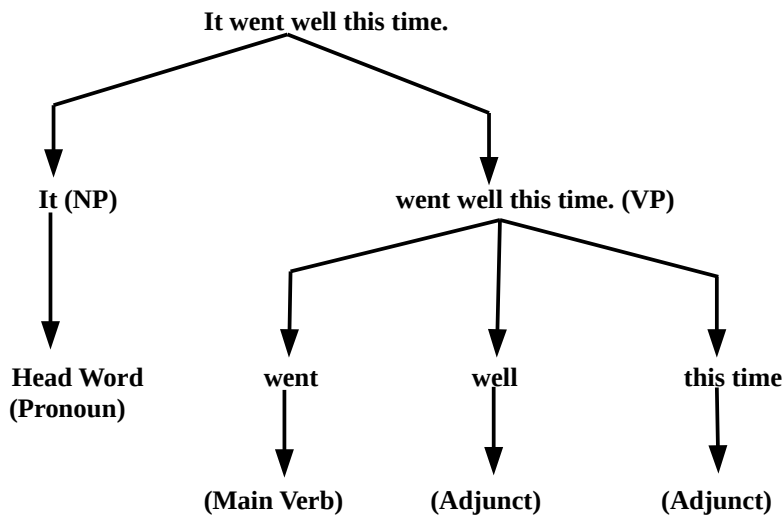 It went well this time.
It (NP)
went well this time. (VP)
Head Word
(Pronoun)
went
well
this time
(Main Verb)
(Adjunct)
(Adjunct)